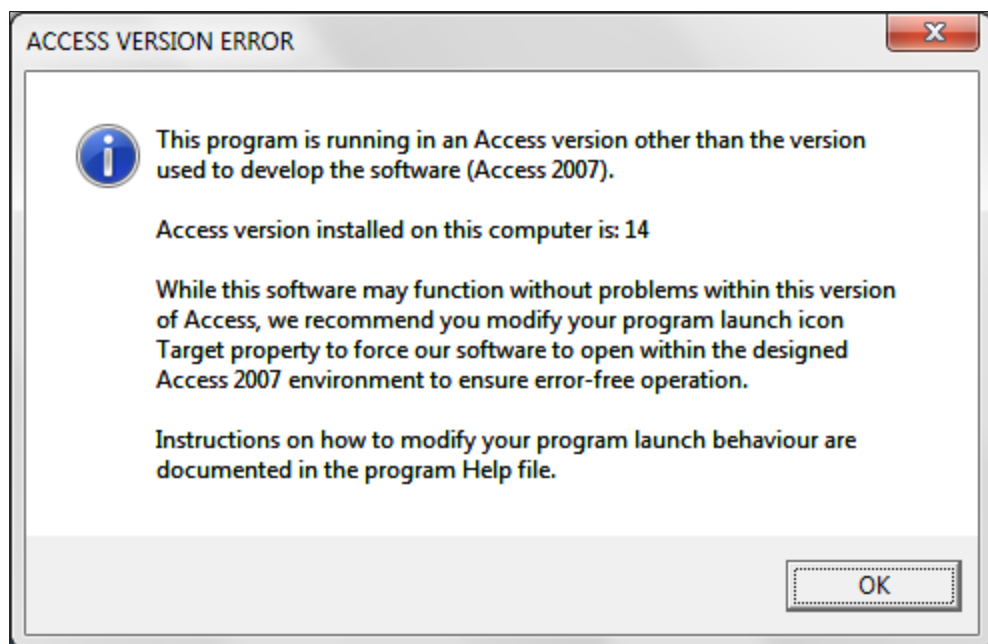 ACCESS VERSION ERROR
This program is running in an Access version other than the version
used to develop the software (Access 2007).
Access version installed on this computer is: 14
While this software may function without problems within this version
of Access, we recommend you modify your program launch icon
Target property to force our software to open within the designed
Access 2007 environment to ensure error-free operation.
Instructions on how to modify your program launch behaviour are
documented in the program Help file.
OK